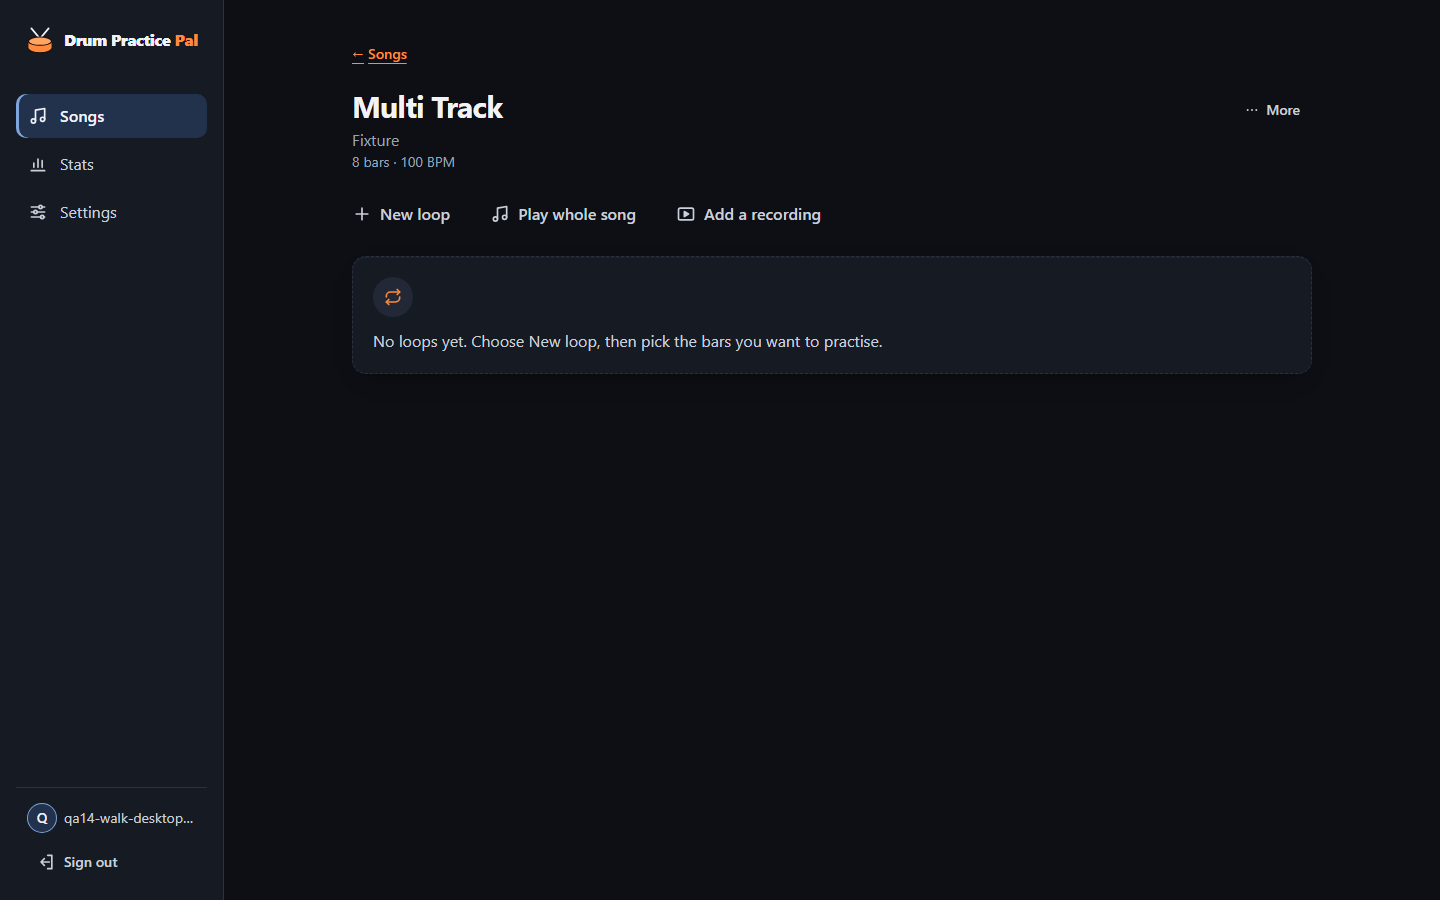 Drum Practice Pal
Songs
Stats
Settings
qa14-walk-desktop...
Sign out
← Songs
Multi Track
Fixture
8 bars · 100 BPM
··· More
+ New loop
Play whole song
Add a recording
No loops yet. Choose New loop, then pick the bars you want to practise.
Q